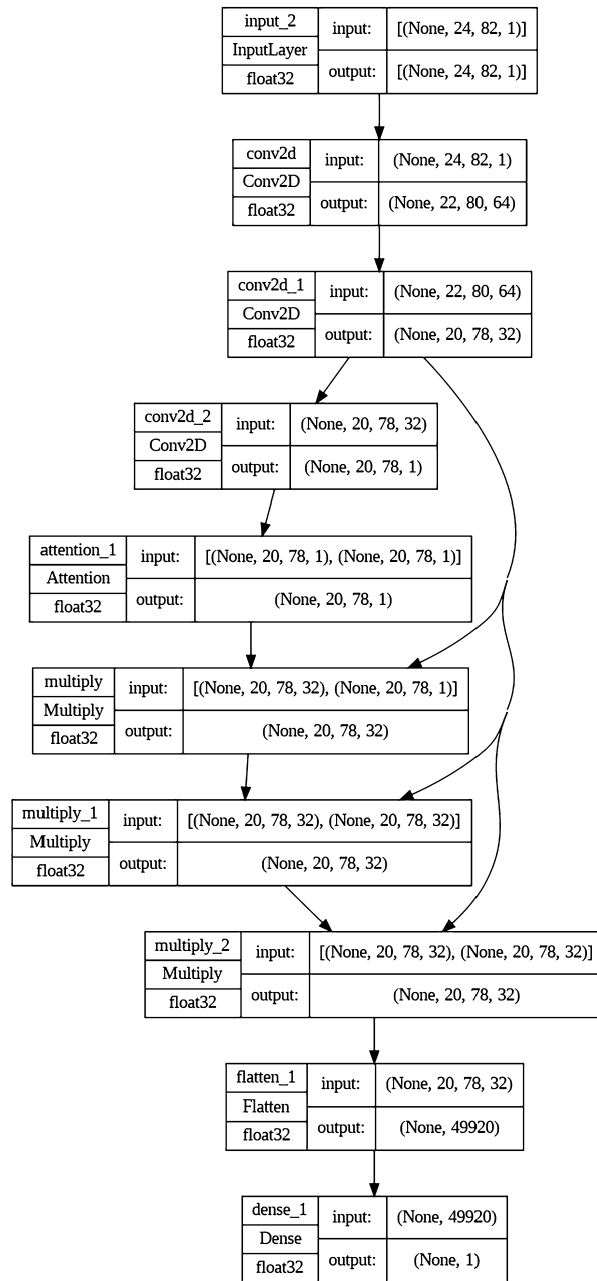 input_2
InputLayer
float32
input:
[(None, 24, 82, 1)]
output:
[(None, 24, 82, 1)]
conv2d
Conv2D
float32
input:
(None, 24, 82, 1)
output:
(None, 22, 80, 64)
conv2d_1
Conv2D
float32
input:
(None, 22, 80, 64)
output:
(None, 20, 78, 32)
conv2d_2
Conv2D
float32
input:
(None, 20, 78, 32)
output:
(None, 20, 78, 1)
attention_1
Attention
float32
input:
[(None, 20, 78, 1), (None, 20, 78, 1)]
output:
(None, 20, 78, 1)
multiply
Multiply
float32
input:
[(None, 20, 78, 32), (None, 20, 78, 1)]
output:
(None, 20, 78, 32)
multiply_1
Multiply
float32
input:
[(None, 20, 78, 32), (None, 20, 78, 32)]
output:
(None, 20, 78, 32)
multiply_2
Multiply
float32
input:
[(None, 20, 78, 32), (None, 20, 78, 32)]
output:
(None, 20, 78, 32)
flatten_1
Flatten
float32
input:
(None, 20, 78, 32)
output:
(None, 49920)
dense_1
Dense
float32
input:
(None, 49920)
output:
(None, 1)